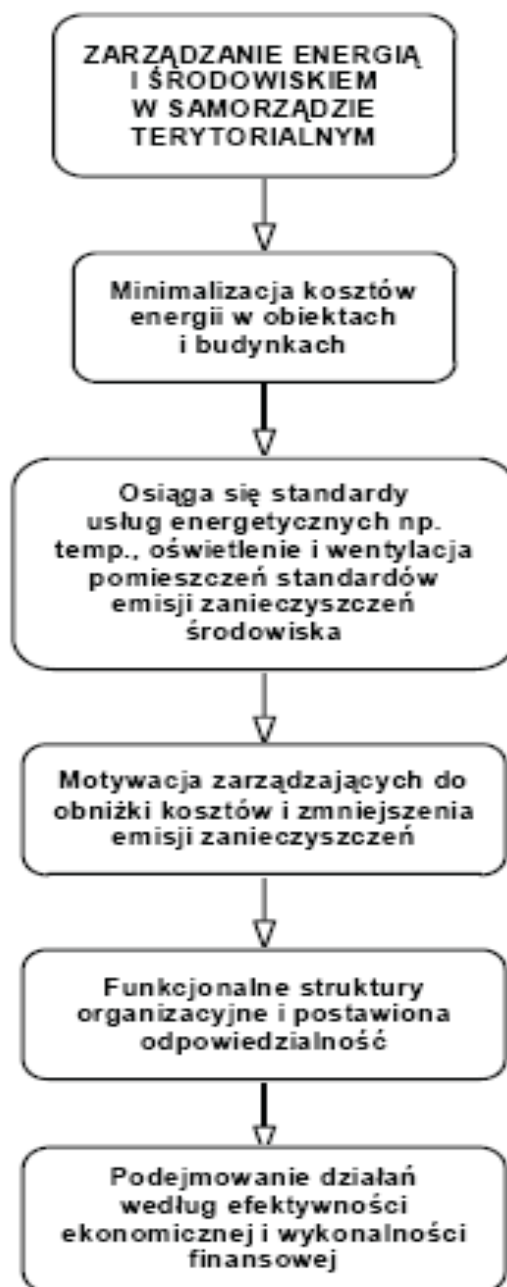 ZARZĄDZANIE ENERGIĄ
I ŚRODOWISKIEM
W SAMORZĄDZIE
TERYTORIALNYM
Minimalizacja kosztów
energii w obiektach
i budynkach
Osiąga się standardy
usług energetycznych np.
temp., oświetlenie i wentylacja
pomieszczeń standardów
emisji zanieczyszczeń
środowiska
Motywacja zarządzających do
obniżki kosztów i zmniejszenia
emisji zanieczyszczeń
Funkcjonalne struktury
organizacyjne i postawiona
odpowiedzialność
Podejmowanie działań
według efektywności
ekonomicznej i wykonalności
finansowej